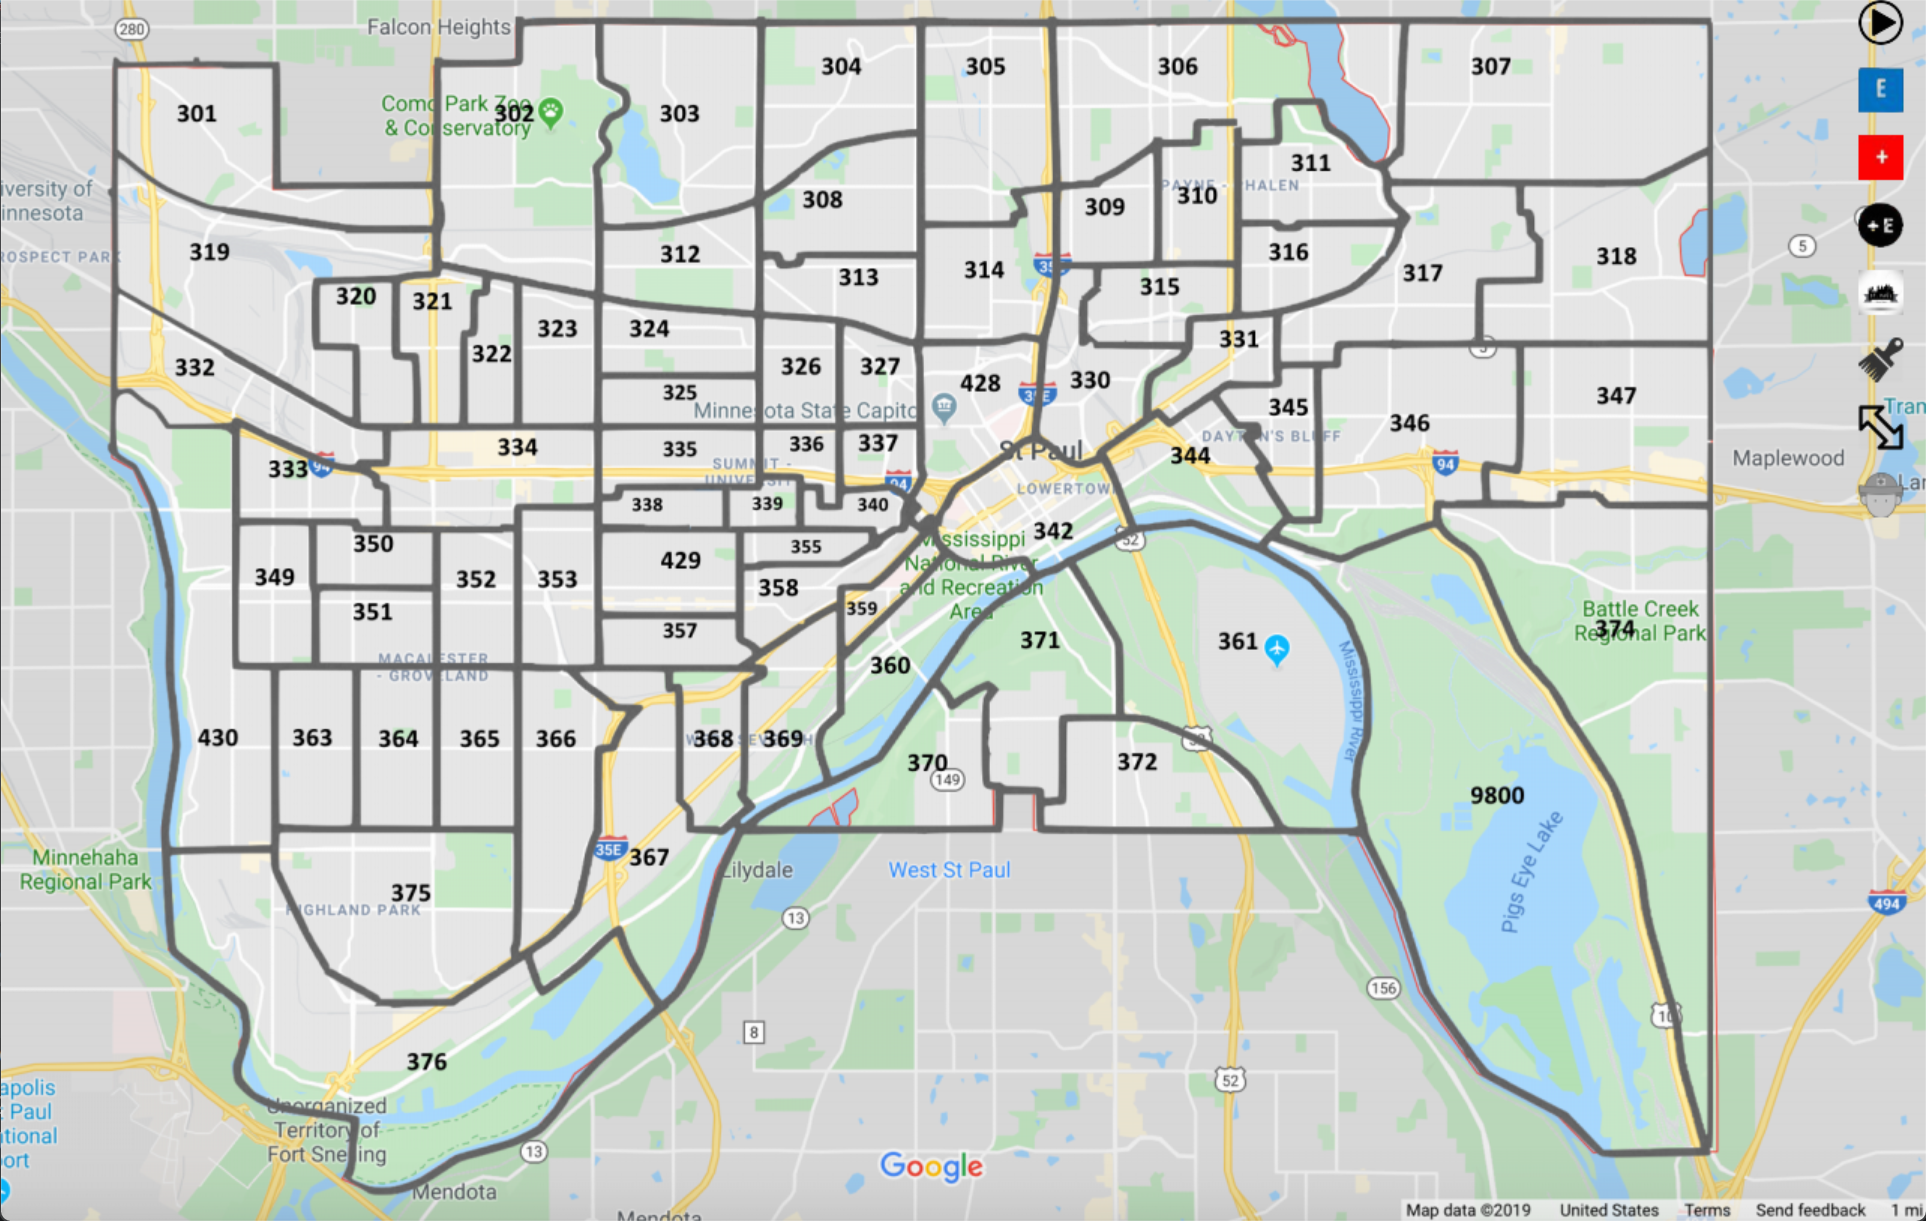 280
Falcon Heights
304
305
306
307
E
301
Como Park Zoo
& Conservatory
302
303
+
311
iversity of
innesota
PAYNE - PHALEN
308
309
310
+ E
319
ROSPECT PARK
312
313
314
35E
316
317
318
5
315
320
321
322
323
324
331
5
332
326
327
428
330
35E
325
Minnesota State Capitol
345
346
347
Tran
334
335
336
337
St Paul
DAYTON'S BLUFF
344
333
94
SUMMIT -
UNIVERSITY
94
94
Maplewood
338
339
340
LOWERTOWN
Lar
342
52
350
429
355
Mississippi
National River
and Recreation
Area
349
352
353
358
351
359
357
371
361
Battle Creek
Regional Park
374
MACALESTER
- GROVELAND
360
Mississippi River
430
363
364
365
366
368
369
370
149
372
9800
Pigs Eye Lake
35E
367
Minnehaha
Regional Park
Lilydale
West St Paul
375
HIGHLAND PARK
13
494
156
10
8
376
52
apolis
Paul
ational
ort
Unorganized
Territory of
Fort Snelling
13
Mendota
Google
Mendota
Map data ©2019
United States
Terms
Send feedback
1 mi